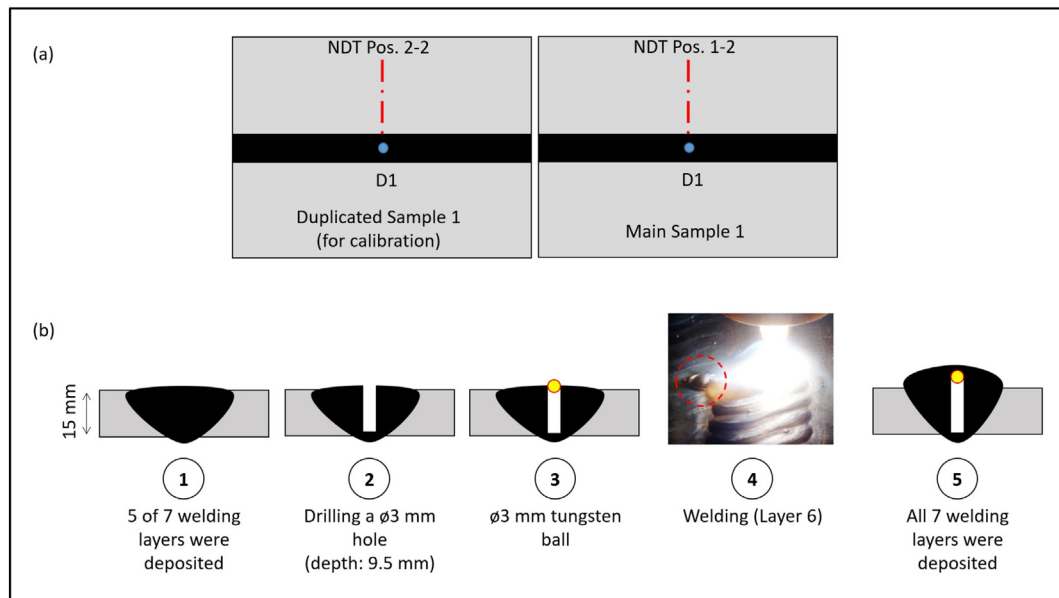 (a)
NDT Pos. 2-2
NDT Pos. 1-2
D1
D1
Duplicated Sample 1
(for calibration)
Main Sample 1
(b)
15 mm
1
2
3
4
5
5 of 7 welding
layers were
deposited
Drilling a ø3 mm
hole
(depth: 9.5 mm)
ø3 mm tungsten
ball
Welding (Layer 6)
All 7 welding
layers were
deposited